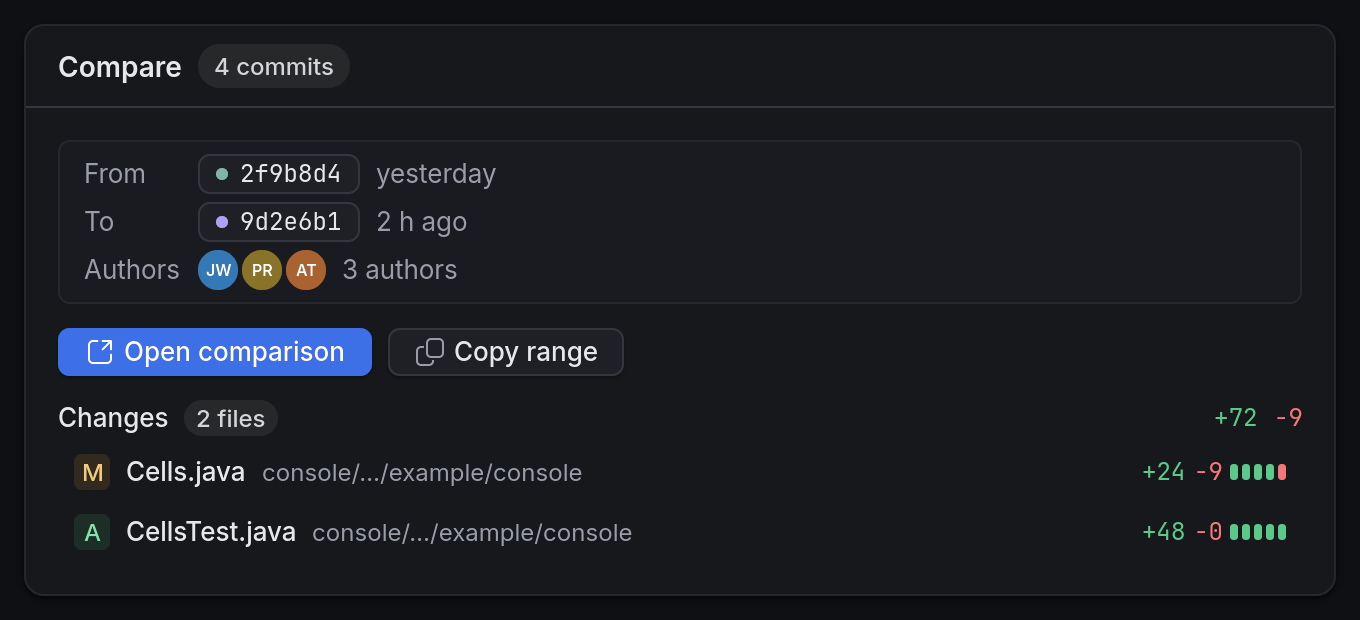 Compare 4 commits
From 2f9b8d4 yesterday
To 9d2e6b1 2 h ago
Authors JW PR AT 3 authors
Open comparison Copy range
Changes 2 files +72 -9
M Cells.java console/.../example/console +24 -9
A CellsTest.java console/.../example/console +48 -0